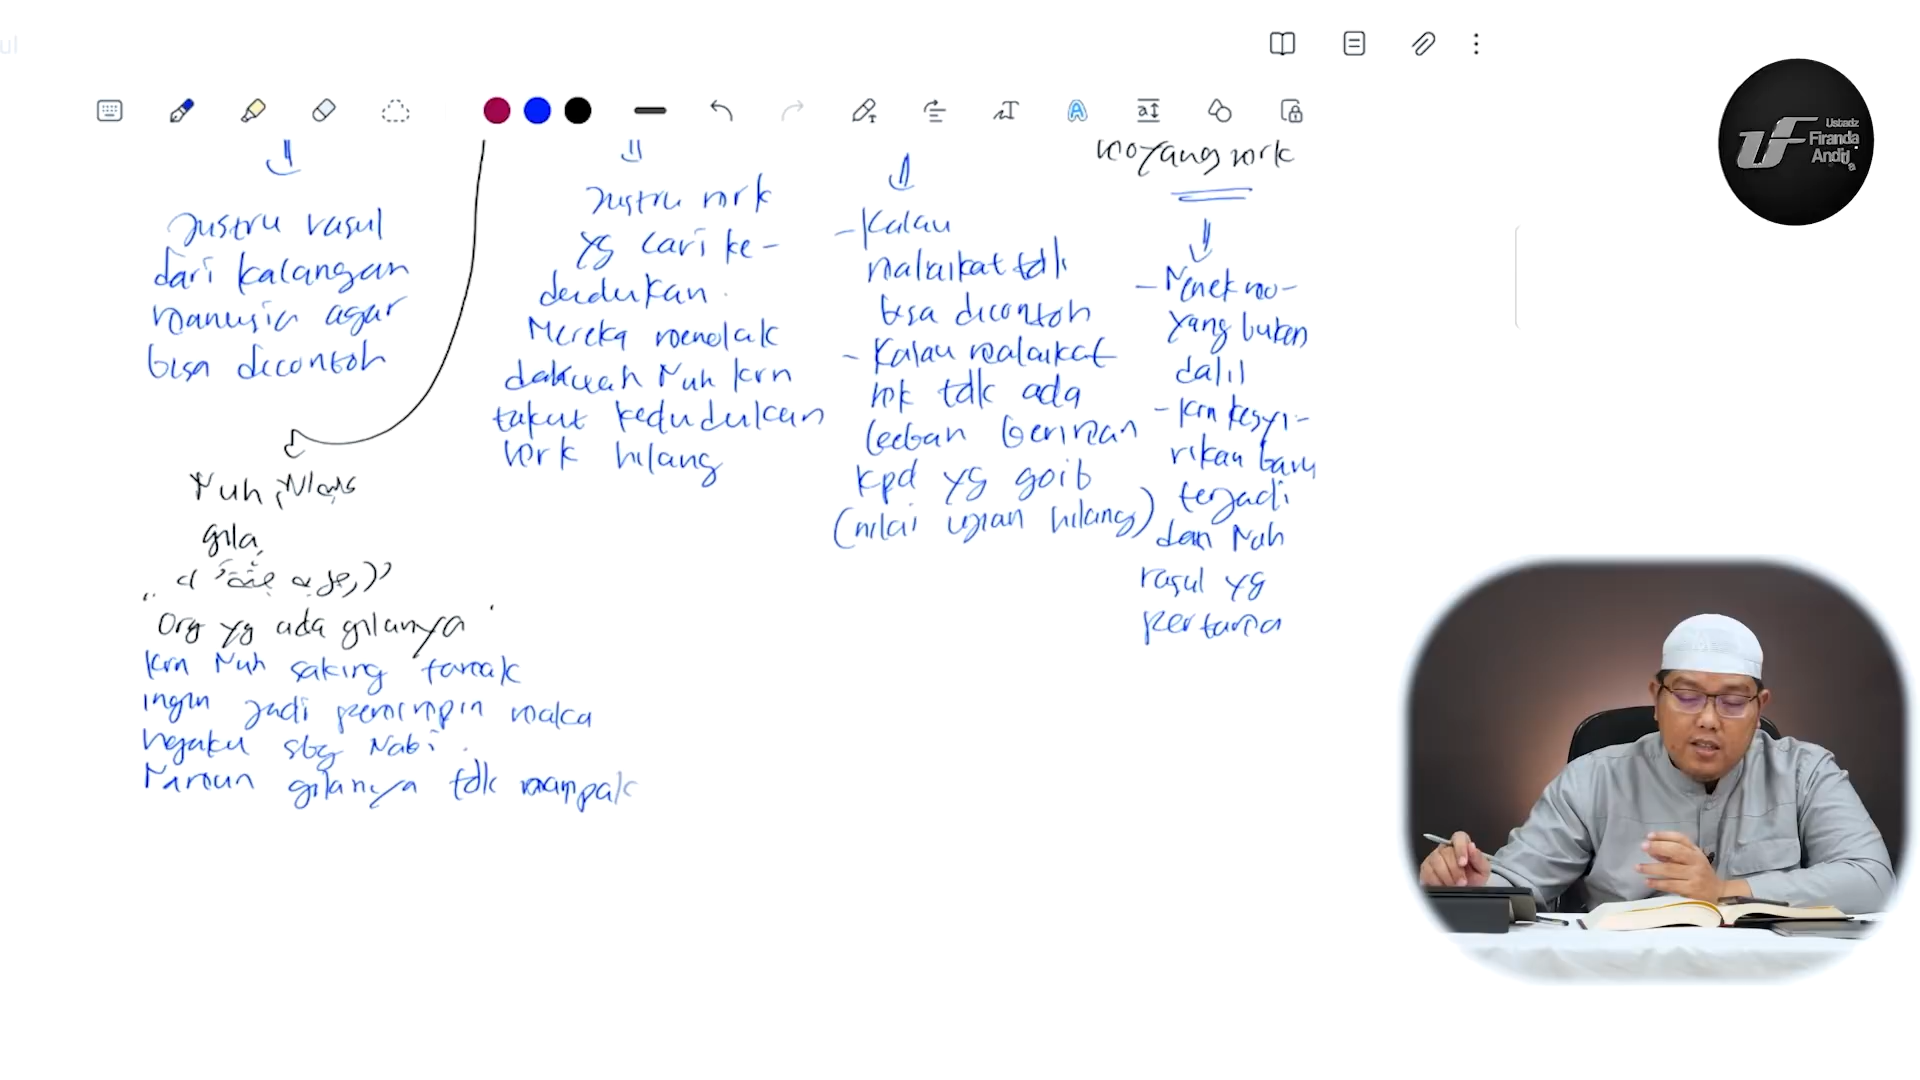 ul
Ustadz
Firanda
Andirja
UF
moyang mrk
Justru rasul
dari kalangan
manusia agar
bisa dicontoh
Justru mrk
yg cari ke-
dudukan.
Mereka menolak
dakwah Nuh krn
takut kedudukan
mrk hilang
- Kalau
malaikat tdk
bisa dicontoh
- Kalau malaikat
mk tdk ada
beban beriman
kpd yg goib
(nilai ujian hilang)
- Nenek mo-
yang bukan
dalil
- krn kesyi-
rikan baru
terjadi
dan Nuh
rasul yg
pertama
Nuh
gila
"Org yg ada gilanya"
krn Nuh saking tamak
ingin jadi pemimpin maka
ngaku sbg Nabi.
Namun gilanya tdk nampak